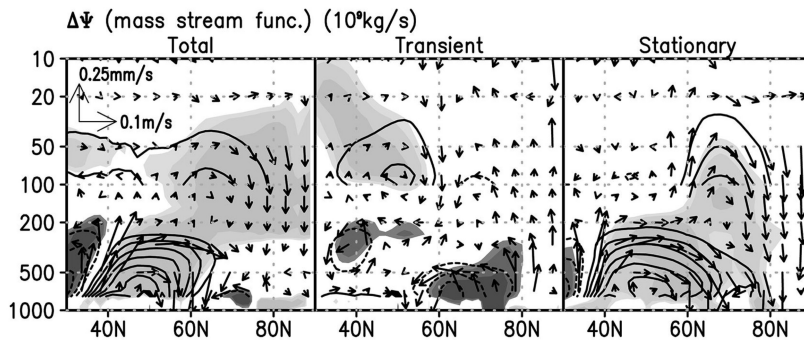 ΔΨ (mass stream func.) (10⁹kg/s)
Total Transient Stationary
10
0.25mm/s
20
0.1m/s
50
100
200
500
1000
40N 60N 80N 40N 60N 80N 40N 60N 80N